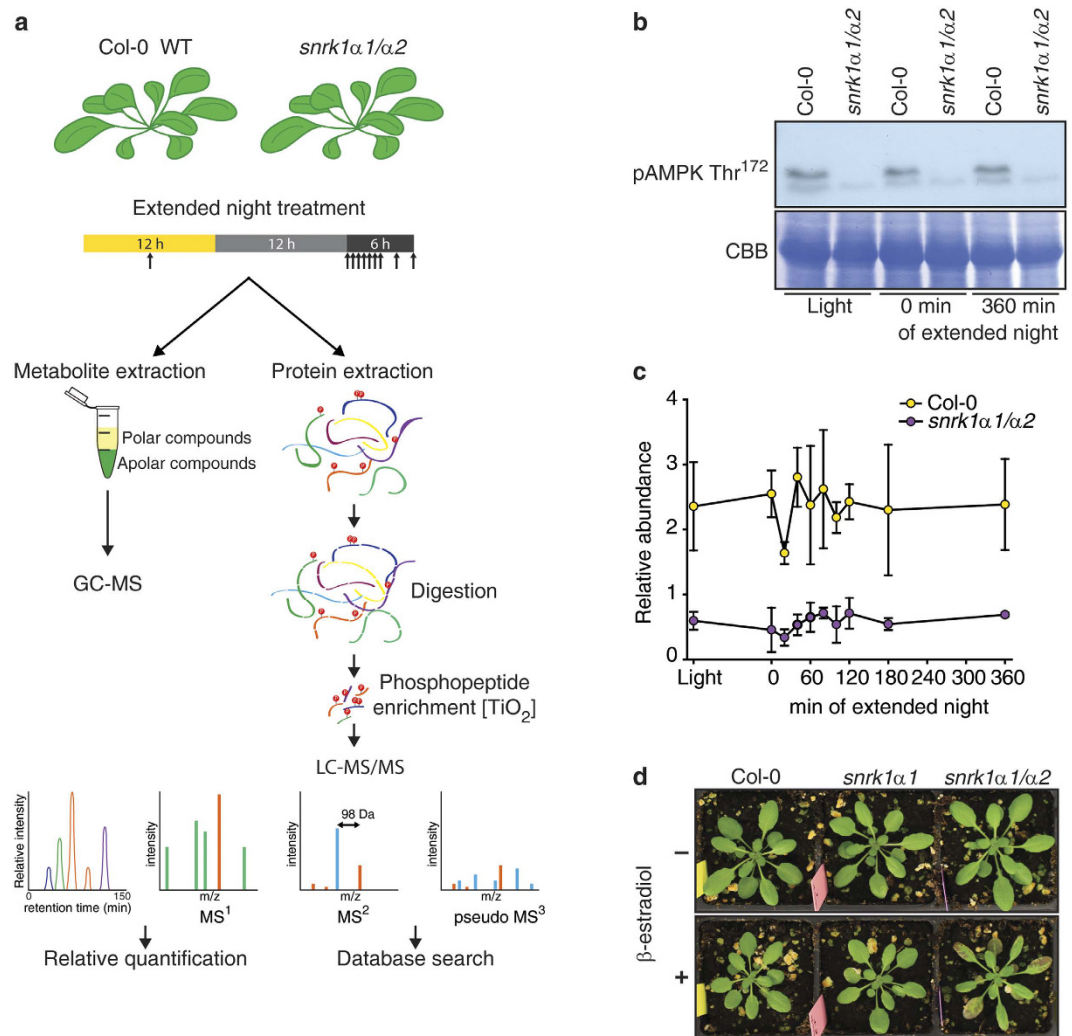 a
Col-0 WT
snrk1α1/α2
Extended night treatment
12 h
12 h
6 h
Metabolite extraction
Polar compounds
Apolar compounds
GC-MS
Protein extraction
Digestion
Phosphopeptide
enrichment [TiO₂]
LC-MS/MS
Relative intensity
0
150
retention time (min)
intensity
m/z
MS¹
intensity
98 Da
m/z
MS²
intensity
m/z
pseudo MS³
Relative quantification
Database search
b
Col-0
snrk1α1/α2
Col-0
snrk1α1/α2
Col-0
snrk1α1/α2
pAMPK Thr¹⁷²
CBB
Light
0 min
360 min
of extended night
c
Col-0
snrk1α1/α2
Relative abundance
4
3
2
1
0
Light
0
60
120
180
240
300
360
min of extended night
d
Col-0
snrk1α1
snrk1α1/α2
β-estradiol
–
+